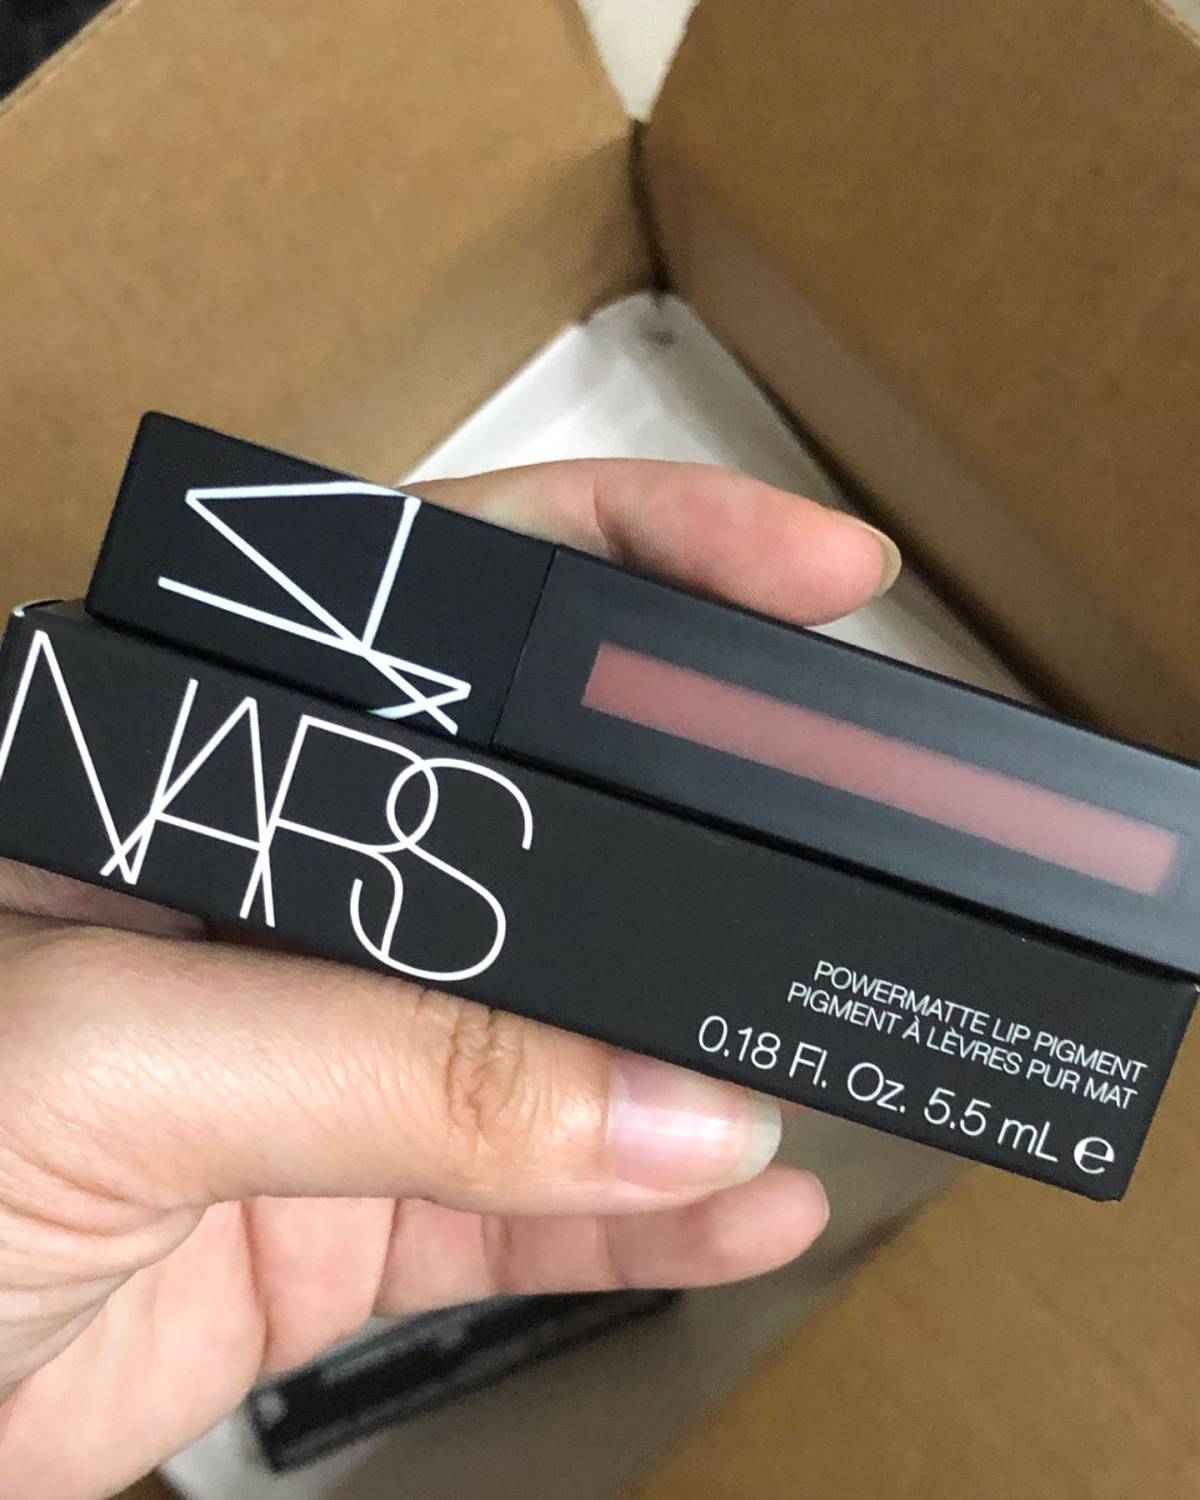 NARS
POWERMATTE LIP PIGMENT
PIGMENT À LÈVRES PUR MAT
0.18 Fl. Oz. 5.5 mL ℮